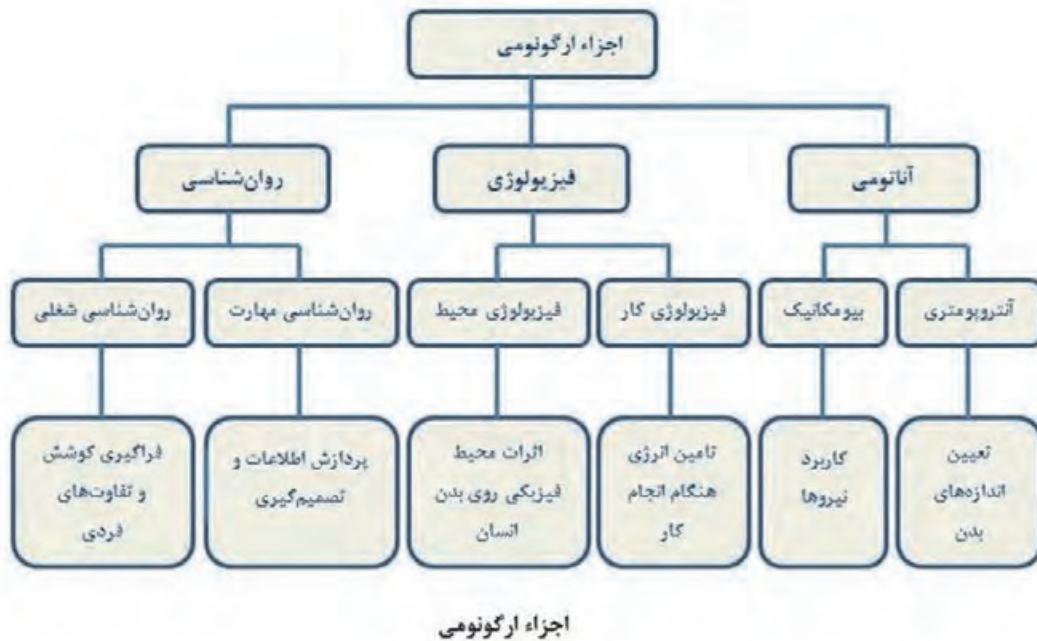 اجزاء ارگونومی
آناتومی
فیزیولوژی
روان‌شناسی
آنتروپومتری
بیومکانیک
فیزیولوژی کار
فیزیولوژی محیط
روان‌شناسی مهارت
روان‌شناسی شغلی
تعیین
اندازه‌های
بدن
کاربرد
نیروها
تامین انرژی
هنگام انجام
کار
اثرات محیط
فیزیکی روی بدن
انسان
پردازش اطلاعات و
تصمیم‌گیری
فراگیری کوشش
و تفاوت‌های
فردی
اجزاء ارگونومی